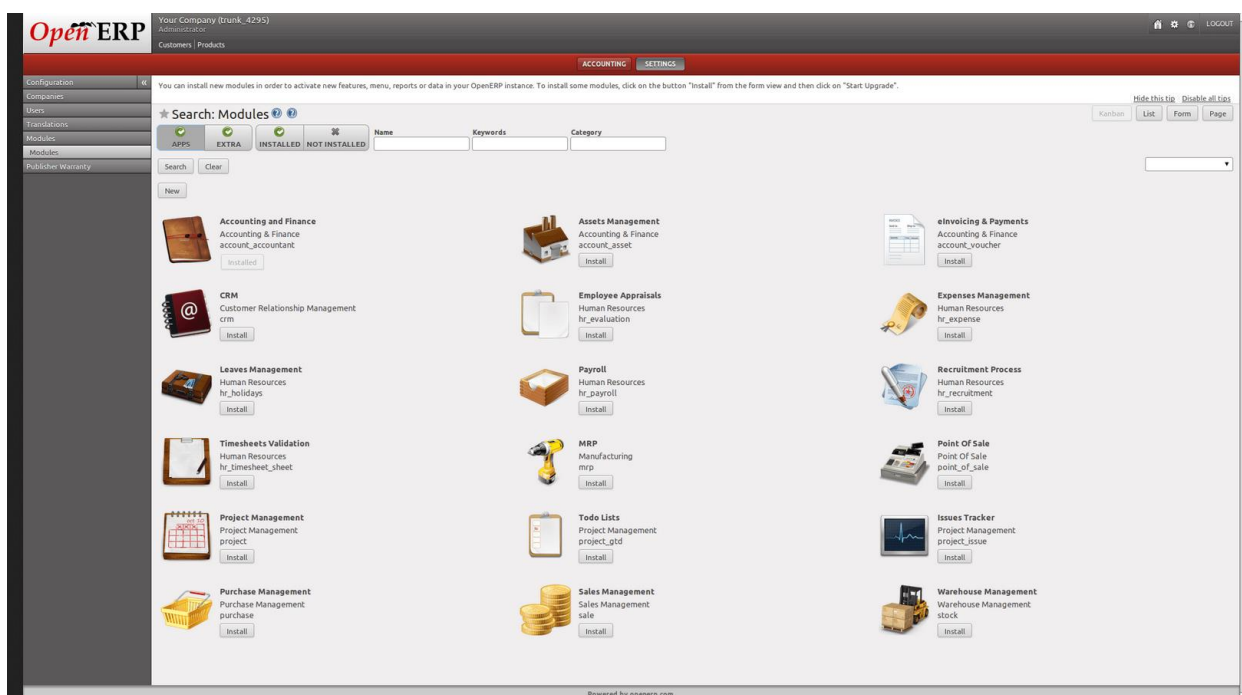 Open ERP
Your Company (trunk_4295)
Administrator
Customers | Products
LOGOUT
ACCOUNTING SETTINGS
Configuration «
Companies
Users
Translations
Modules
Modules
Publisher Warranty
You can install new modules in order to activate new features, menu, reports or data in your OpenERP instance. To install some modules, click on the button "Install" from the form view and then click on "Start Upgrade".
Hide this tip Disable all tips
Search: Modules ? ?
Kanban List Form Page
APPS EXTRA INSTALLED NOT INSTALLED
Name Keywords Category
Search Clear
New
Accounting and Finance
Accounting & Finance
account_accountant
Installed
Assets Management
Accounting & Finance
account_asset
Install
eInvoicing & Payments
Accounting & Finance
account_voucher
Install
CRM
Customer Relationship Management
crm
Install
Employee Appraisals
Human Resources
hr_evaluation
Install
Expenses Management
Human Resources
hr_expense
Install
Leaves Management
Human Resources
hr_holidays
Install
Payroll
Human Resources
hr_payroll
Install
Recruitment Process
Human Resources
hr_recruitment
Install
Timesheets Validation
Human Resources
hr_timesheet_sheet
Install
MRP
Manufacturing
mrp
Install
Point Of Sale
Point Of Sale
point_of_sale
Install
Project Management
Project Management
project
Install
Todo Lists
Project Management
project_gtd
Install
Issues Tracker
Project Management
project_issue
Install
Purchase Management
Purchase Management
purchase
Install
Sales Management
Sales Management
sale
Install
Warehouse Management
Warehouse Management
stock
Install
Powered by openerp.com